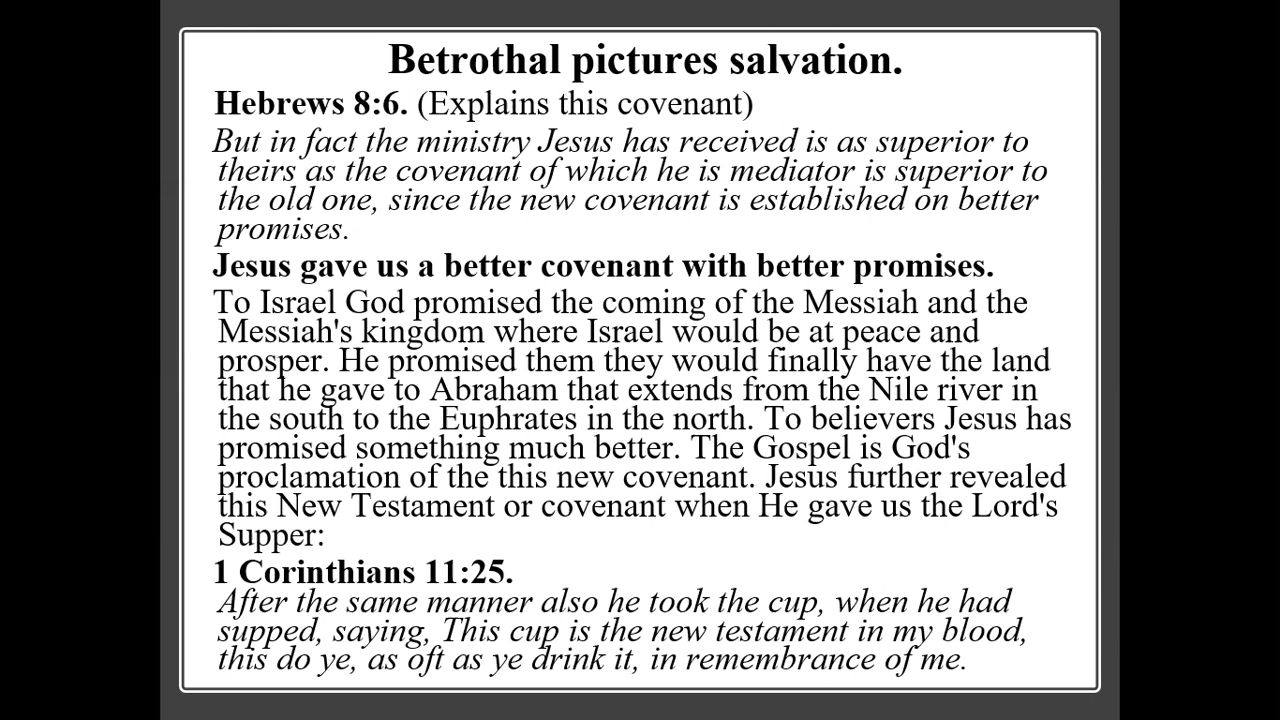 Betrothal pictures salvation.
Hebrews 8:6. (Explains this covenant)
But in fact the ministry Jesus has received is as superior to
theirs as the covenant of which he is mediator is superior to
the old one, since the new covenant is established on better
promises.
Jesus gave us a better covenant with better promises.
To Israel God promised the coming of the Messiah and the
Messiah's kingdom where Israel would be at peace and
prosper. He promised them they would finally have the land
that he gave to Abraham that extends from the Nile river in
the south to the Euphrates in the north. To believers Jesus has
promised something much better. The Gospel is God's
proclamation of the this new covenant. Jesus further revealed
this New Testament or covenant when He gave us the Lord's
Supper:
1 Corinthians 11:25.
After the same manner also he took the cup, when he had
supped, saying, This cup is the new testament in my blood,
this do ye, as oft as ye drink it, in remembrance of me.